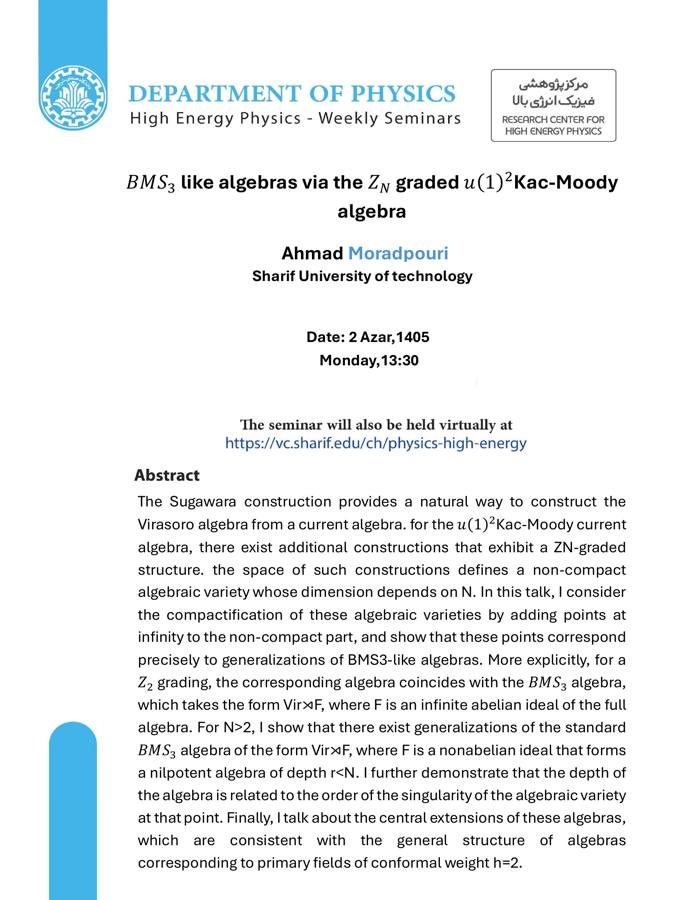 DEPARTMENT OF PHYSICS
High Energy Physics - Weekly Seminars
مرکز پژوهشی
فیزیک انرژی بالا
RESEARCH CENTER FOR
HIGH ENERGY PHYSICS
BMS₃ like algebras via the Z_N graded u(1)²Kac-Moody
algebra
Ahmad Moradpouri
Sharif University of technology
Date: 2 Azar,1405
Monday,13:30
The seminar will also be held virtually at
https://vc.sharif.edu/ch/physics-high-energy
Abstract
The Sugawara construction provides a natural way to construct the
Virasoro algebra from a current algebra. for the u(1)²Kac-Moody current
algebra, there exist additional constructions that exhibit a ZN-graded
structure. the space of such constructions defines a non-compact
algebraic variety whose dimension depends on N. In this talk, I consider
the compactification of these algebraic varieties by adding points at
infinity to the non-compact part, and show that these points correspond
precisely to generalizations of BMS3-like algebras. More explicitly, for a
Z₂ grading, the corresponding algebra coincides with the BMS₃ algebra,
which takes the form Vir⋊F, where F is an infinite abelian ideal of the full
algebra. For N>2, I show that there exist generalizations of the standard
BMS₃ algebra of the form Vir⋊F, where F is a nonabelian ideal that forms
a nilpotent algebra of depth r<N. I further demonstrate that the depth of
the algebra is related to the order of the singularity of the algebraic variety
at that point. Finally, I talk about the central extensions of these algebras,
which are consistent with the general structure of algebras
corresponding to primary fields of conformal weight h=2.